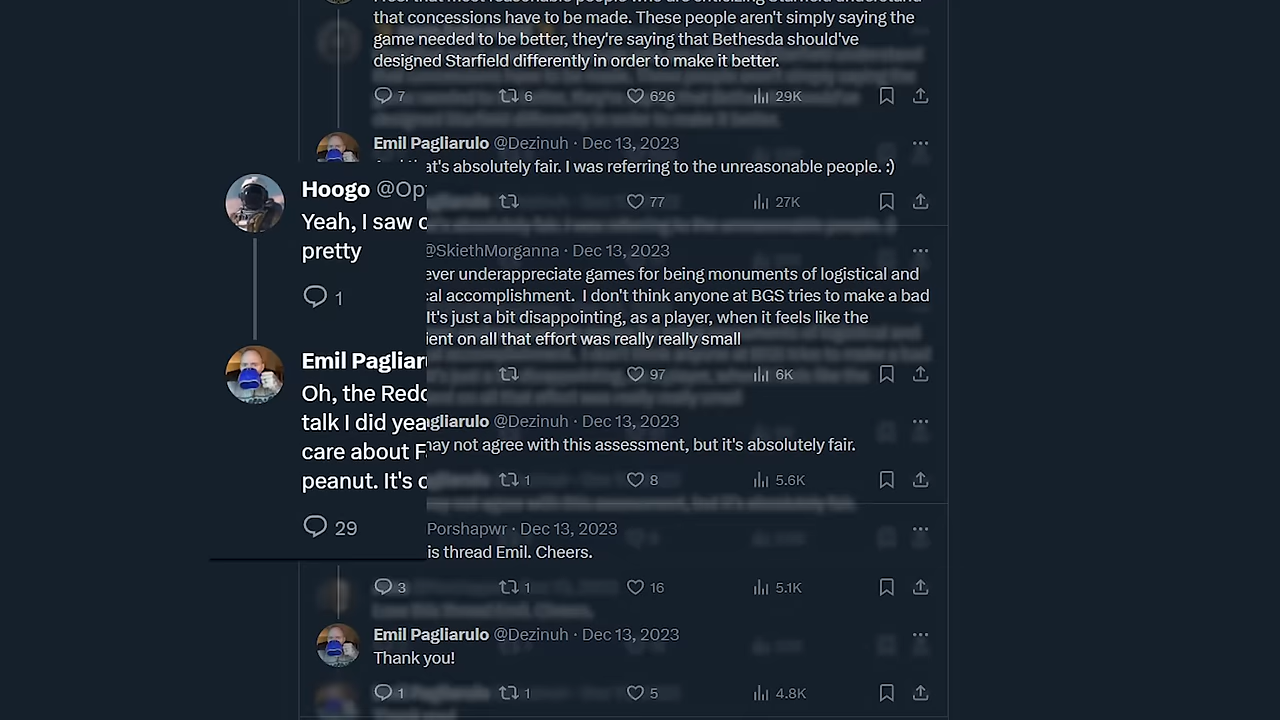 that concessions have to be made. These people aren't simply saying the
game needed to be better, they're saying that Bethesda should've
designed Starfield differently in order to make it better.
7 6 626 29K
Emil Pagliarulo @Dezinuh · Dec 13, 2023
that's absolutely fair. I was referring to the unreasonable people. :)
77 27K
Hoogo @Op
Yeah, I saw
pretty
1
@SkiethMorganna · Dec 13, 2023
ever underappreciate games for being monuments of logistical and
cal accomplishment. I don't think anyone at BGS tries to make a bad
It's just a bit disappointing, as a player, when it feels like the
ient on all that effort was really really small
97 6K
Emil Pagliaru
Oh, the Redd
talk I did yea
care about F
peanut. It's
29
gliarulo @Dezinuh · Dec 13, 2023
may not agree with this assessment, but it's absolutely fair.
1 8 5.6K
Porshapwr · Dec 13, 2023
is thread Emil. Cheers.
3 1 16 5.1K
Emil Pagliarulo @Dezinuh · Dec 13, 2023
Thank you!
1 1 5 4.8K